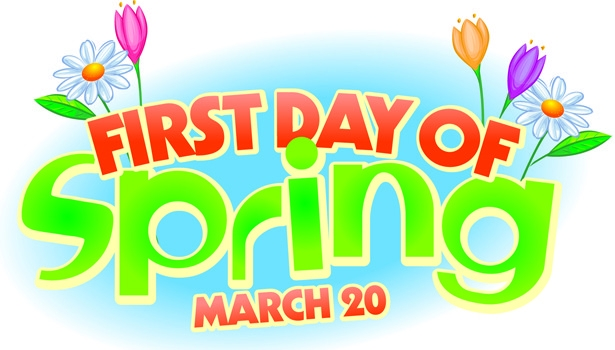 FIRST DAY OF
Spring
MARCH 20